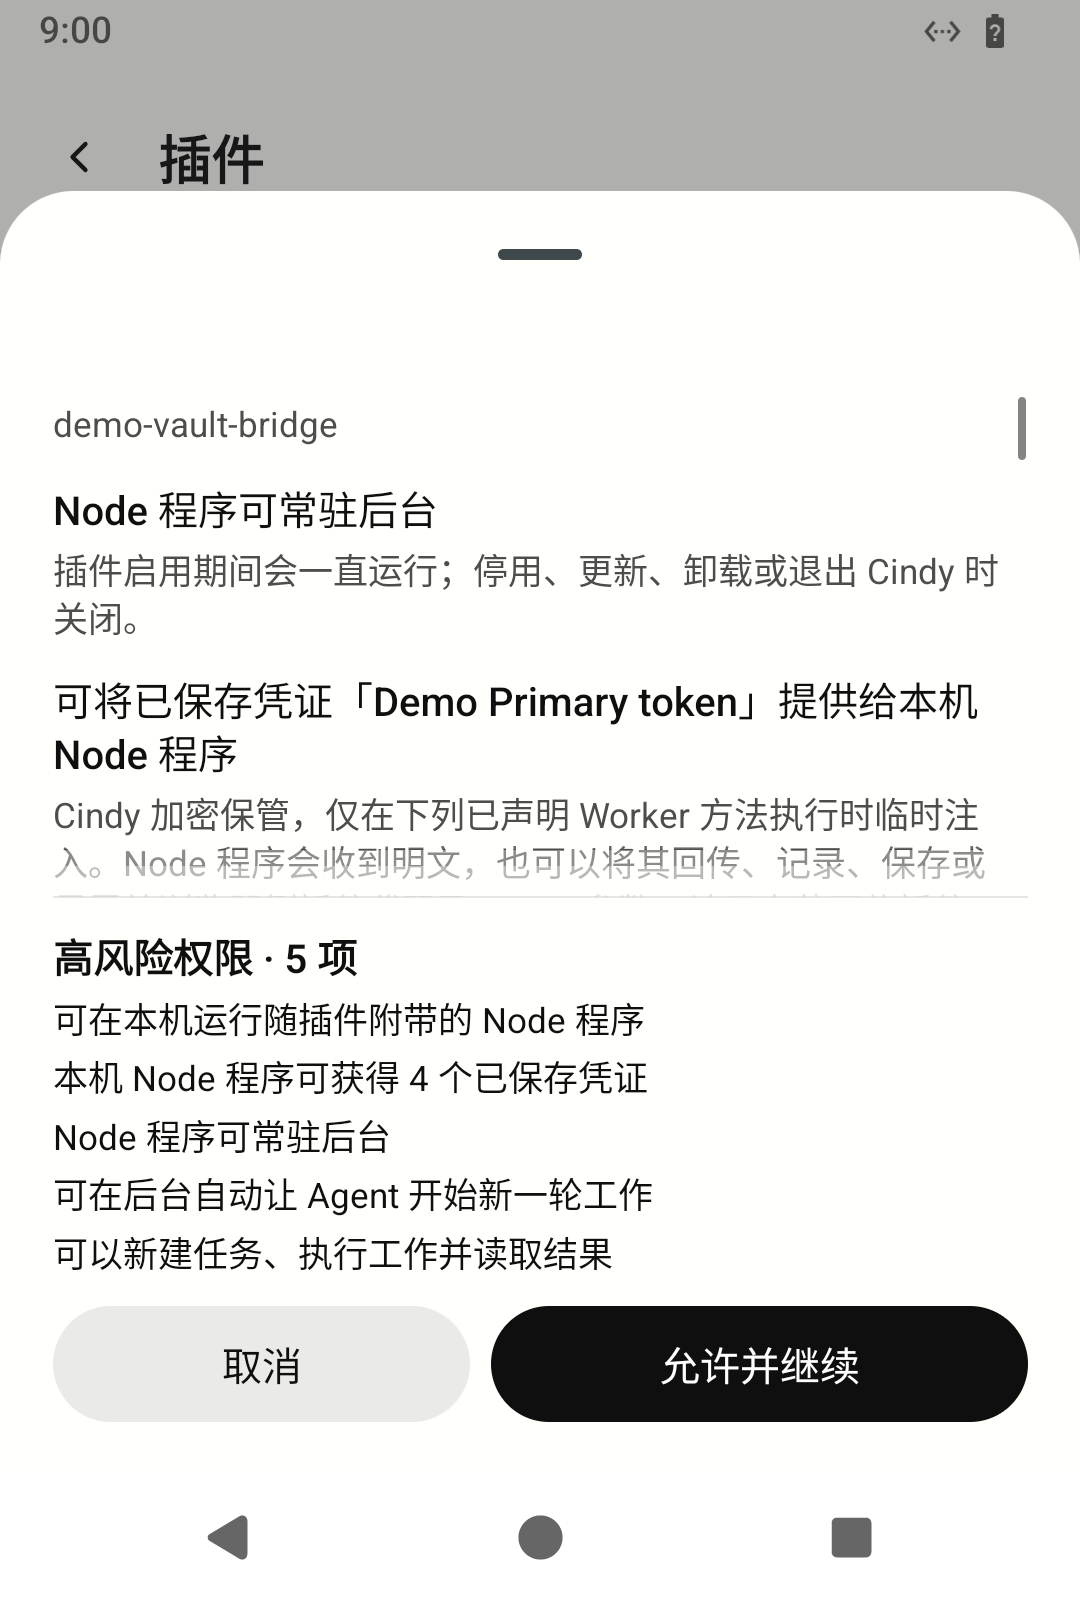 9:00
插件
demo-vault-bridge
Node 程序可常驻后台
插件启用期间会一直运行；停用、更新、卸载或退出 Cindy 时
关闭。
可将已保存凭证「Demo Primary token」提供给本机
Node 程序
Cindy 加密保管，仅在下列已声明 Worker 方法执行时临时注
入。Node 程序会收到明文，也可以将其回传、记录、保存或
高风险权限 · 5 项
可在本机运行随插件附带的 Node 程序
本机 Node 程序可获得 4 个已保存凭证
Node 程序可常驻后台
可在后台自动让 Agent 开始新一轮工作
可以新建任务、执行工作并读取结果
取消
允许并继续